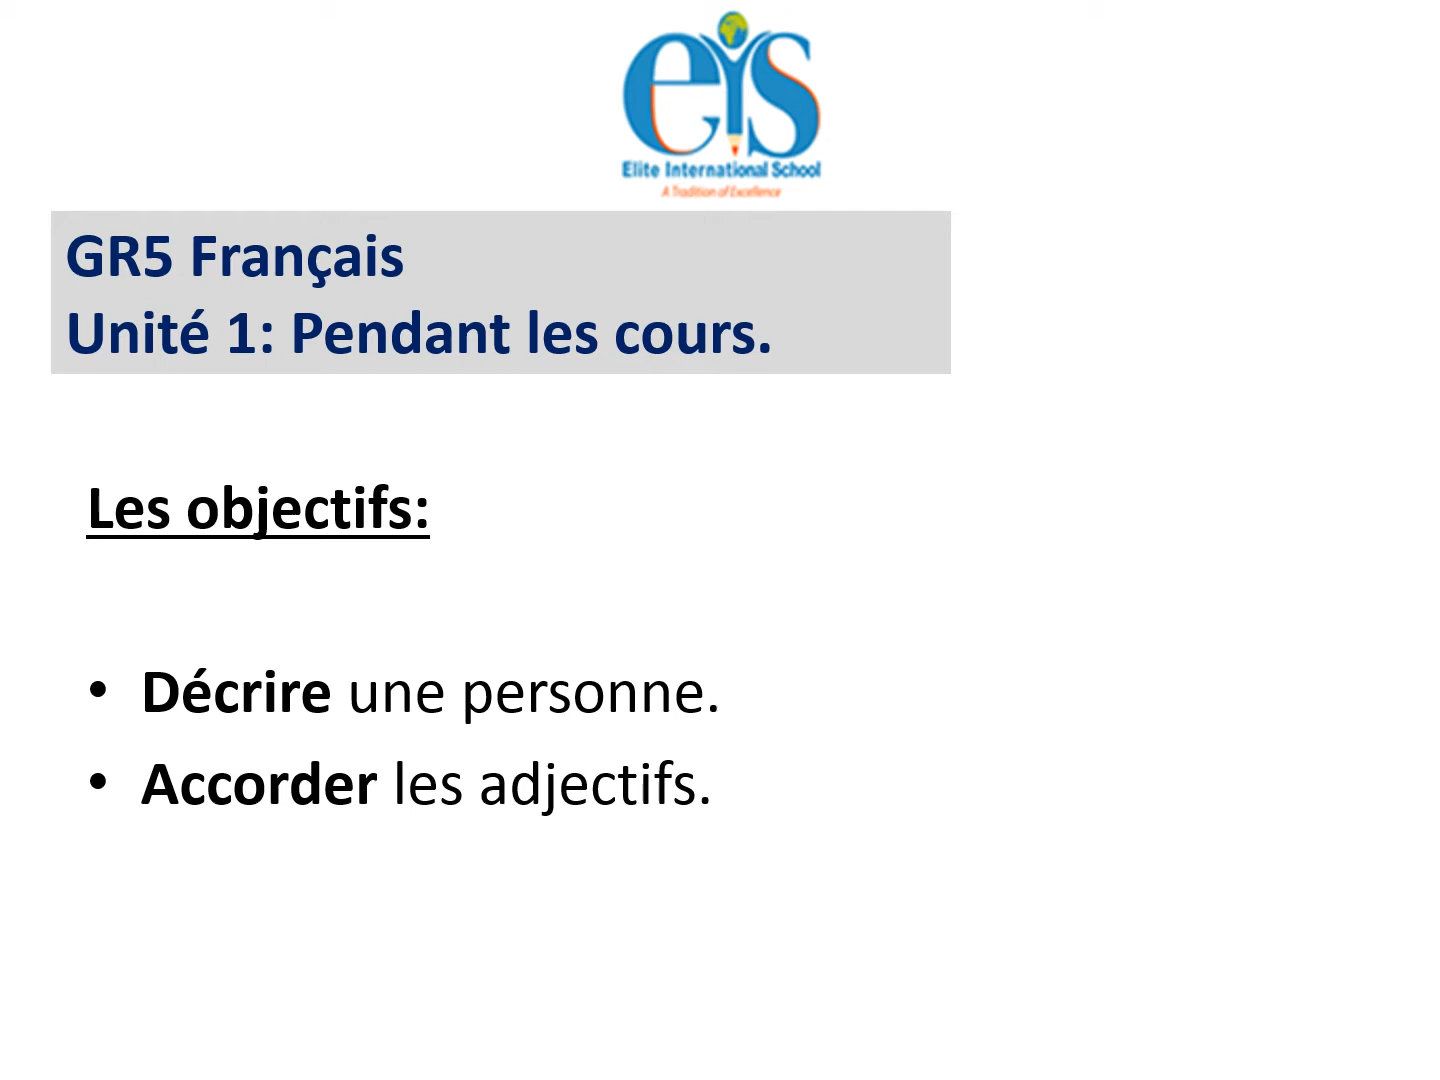 eis
Elite International School
A Tradition of Excellence
GR5 Français
Unité 1: Pendant les cours.
Les objectifs:
• Décrire une personne.
• Accorder les adjectifs.